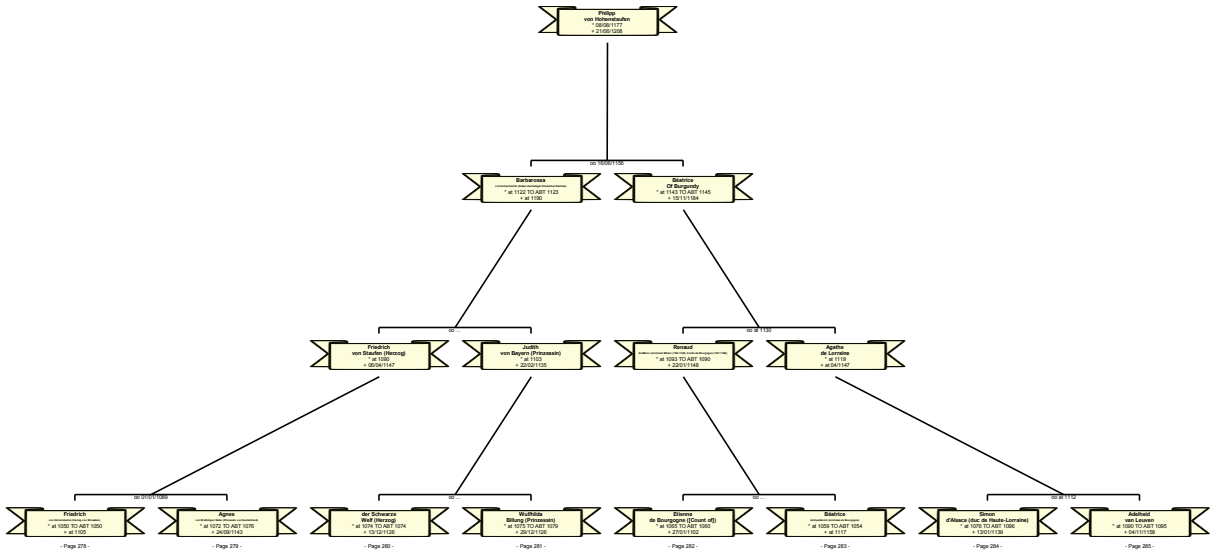 Philipp
von Hohenstaufen
* 08/08/1177
+ 21/06/1208
oo 16/06/1156
Barbarossa
* at 1122 TO ABT 1123
+ at 1190
Béatrice
Of Burgundy
* at 1143 TO ABT 1145
+ 15/11/1184
oo ...
oo at 1130
Friedrich
von Staufen (Herzog)
* at 1090
+ 06/04/1147
Judith
von Bayern (Prinzessin)
* at 1103
+ 22/02/1135
Renaud
* at 1093 TO ABT 1090
+ 22/01/1148
Agathe
de Lorraine
* at 1119
+ at 04/1147
oo 01/01/1089
oo ...
oo ...
oo at 1112
Friedrich
* at 1050 TO ABT 1050
+ at 1105
Agnes
* at 1072 TO ABT 1076
+ 24/09/1143
der Schwarze
Welf (Herzog)
* at 1074 TO ABT 1074
+ 13/12/1126
Wulfhilda
Billung (Prinzessin)
* at 1075 TO ABT 1079
+ 29/12/1126
Etienne
de Bourgogne ([Count of])
* at 1065 TO ABT 1060
+ 27/01/1102
Béatrice
* at 1059 TO ABT 1054
+ at 1117
Simon
d'Alsace (duc de Haute-Lorraine)
* at 1076 TO ABT 1096
+ 13/01/1139
Adelheid
van Leuven
* at 1090 TO ABT 1095
+ 04/11/1158
- Page 278 -
- Page 279 -
- Page 280 -
- Page 281 -
- Page 282 -
- Page 283 -
- Page 284 -
- Page 285 -